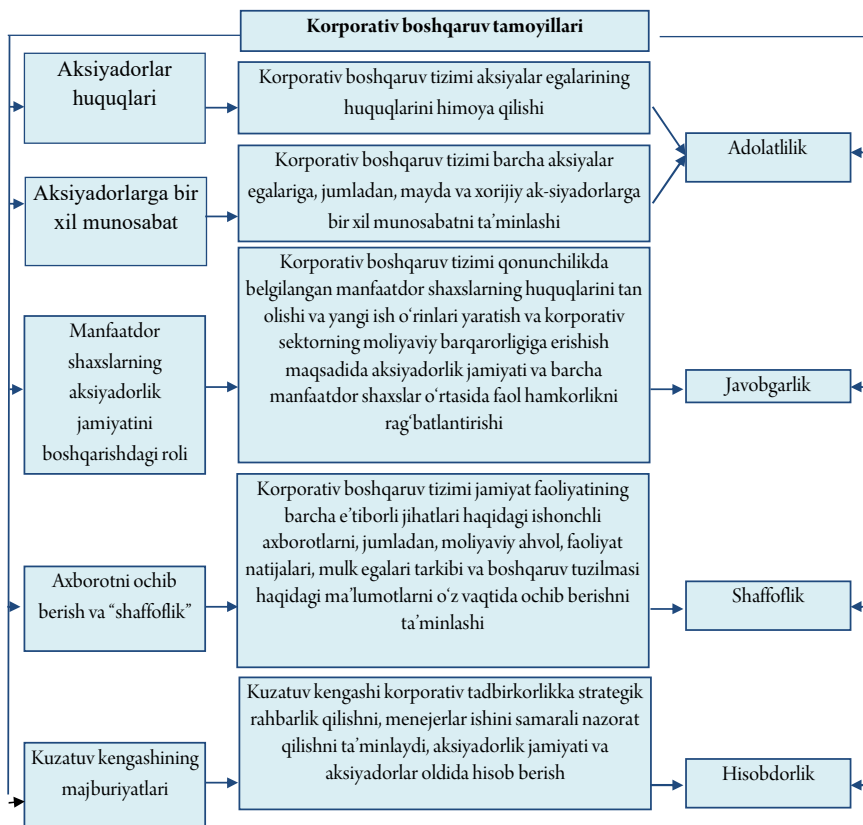 Korporativ boshqaruv tamoyillari
Aksiyadorlar
huquqlari
Korporativ boshqaruv tizimi aksiyalar egalarining
huquqlarini himoya qilishi
Adolatlilik
Aksiyadorlarga bir
xil munosabat
Korporativ boshqaruv tizimi barcha aksiyalar
egalariga, jumladan, mayda va xorijiy ak-siyadorlarga
bir xil munosabatni ta’minlashi
Manfaatdor
shaxslarning
aksiyadorlik
jamiyatini
boshqarishdagi roli
Korporativ boshqaruv tizimi qonunchilikda
belgilangan manfaatdor shaxslarning huquqlarini tan
olishi va yangi ish o‘rinlari yaratish va korporativ
sektorning moliyaviy barqarorligiga erishish
maqsadida aksiyadorlik jamiyati va barcha
manfaatdor shaxslar o‘rtasida faol hamkorlikni
rag‘batlantirishi
Javobgarlik
Axborotni ochib
berish va “shaffoflik”
Korporativ boshqaruv tizimi jamiyat faoliyatining
barcha e’tiborli jihatlari haqidagi ishonchli
axborotlarni, jumladan, moliyaviy ahvol, faoliyat
natijalari, mulk egalari tarkibi va boshqaruv tuzilmasi
haqidagi ma’lumotlarni o‘z vaqtida ochib berishni
ta’minlashi
Shaffoflik
Kuzatuv kengashining
majburiyatlari
Kuzatuv kengashi korporativ tadbirkorlikka strategik
rahbarlik qilishni, menejerlar ishini samarali nazorat
qilishni ta’minlaydi, aksiyadorlik jamiyati va
aksiyadorlar oldida hisob berish
Hisobdorlik